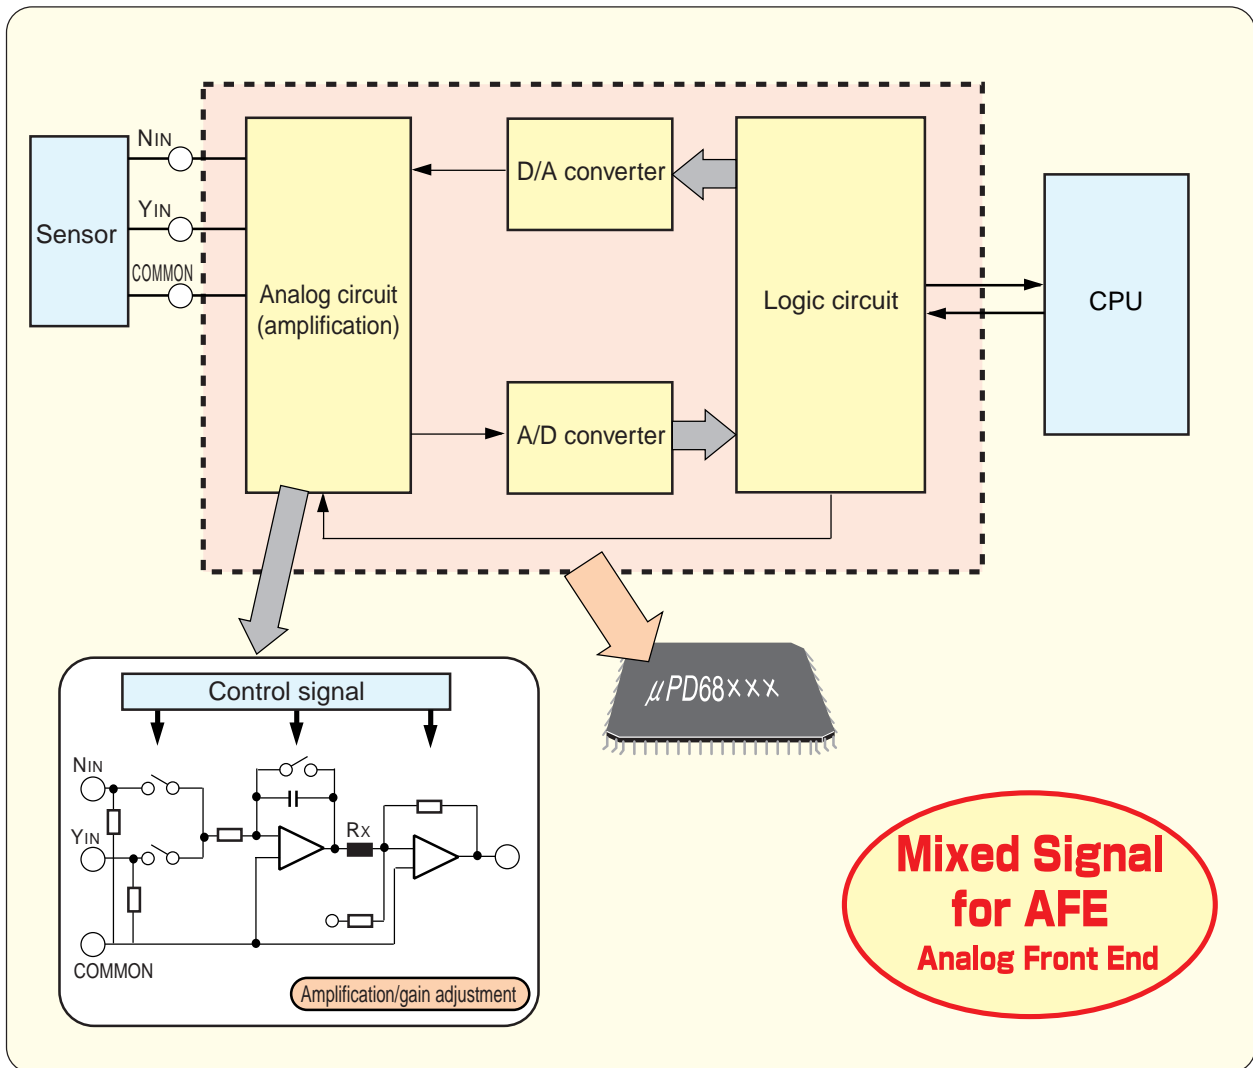 NIN
YIN
COMMON
Sensor
Analog circuit
(amplification)
D/A converter
A/D converter
Logic circuit
CPU
Control signal
NIN
YIN
COMMON
RX
Amplification/gain adjustment
μPD68×××
Mixed Signal
for AFE
Analog Front End